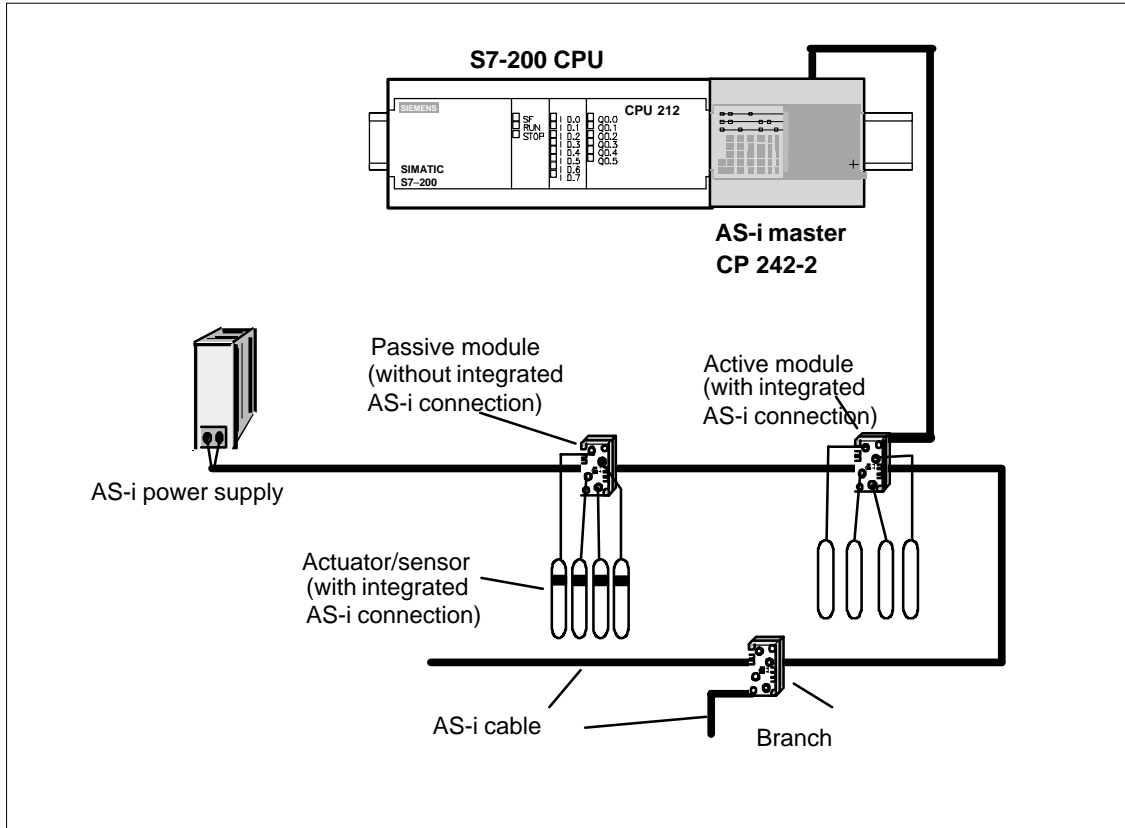 S7-200 CPU
SIEMENS
CPU 212
SF
RUN
STOP
I 0.0
I 0.1
I 0.2
I 0.3
I 0.4
I 0.5
I 0.6
I 0.7
Q0.0
Q0.1
Q0.2
Q0.3
Q0.4
Q0.5
SIMATIC
S7–200
AS-i master
CP 242-2
Passive module
(without integrated
AS-i connection)
Active module
(with integrated
AS-i connection)
AS-i power supply
Actuator/sensor
(with integrated
AS-i connection)
AS-i cable
Branch